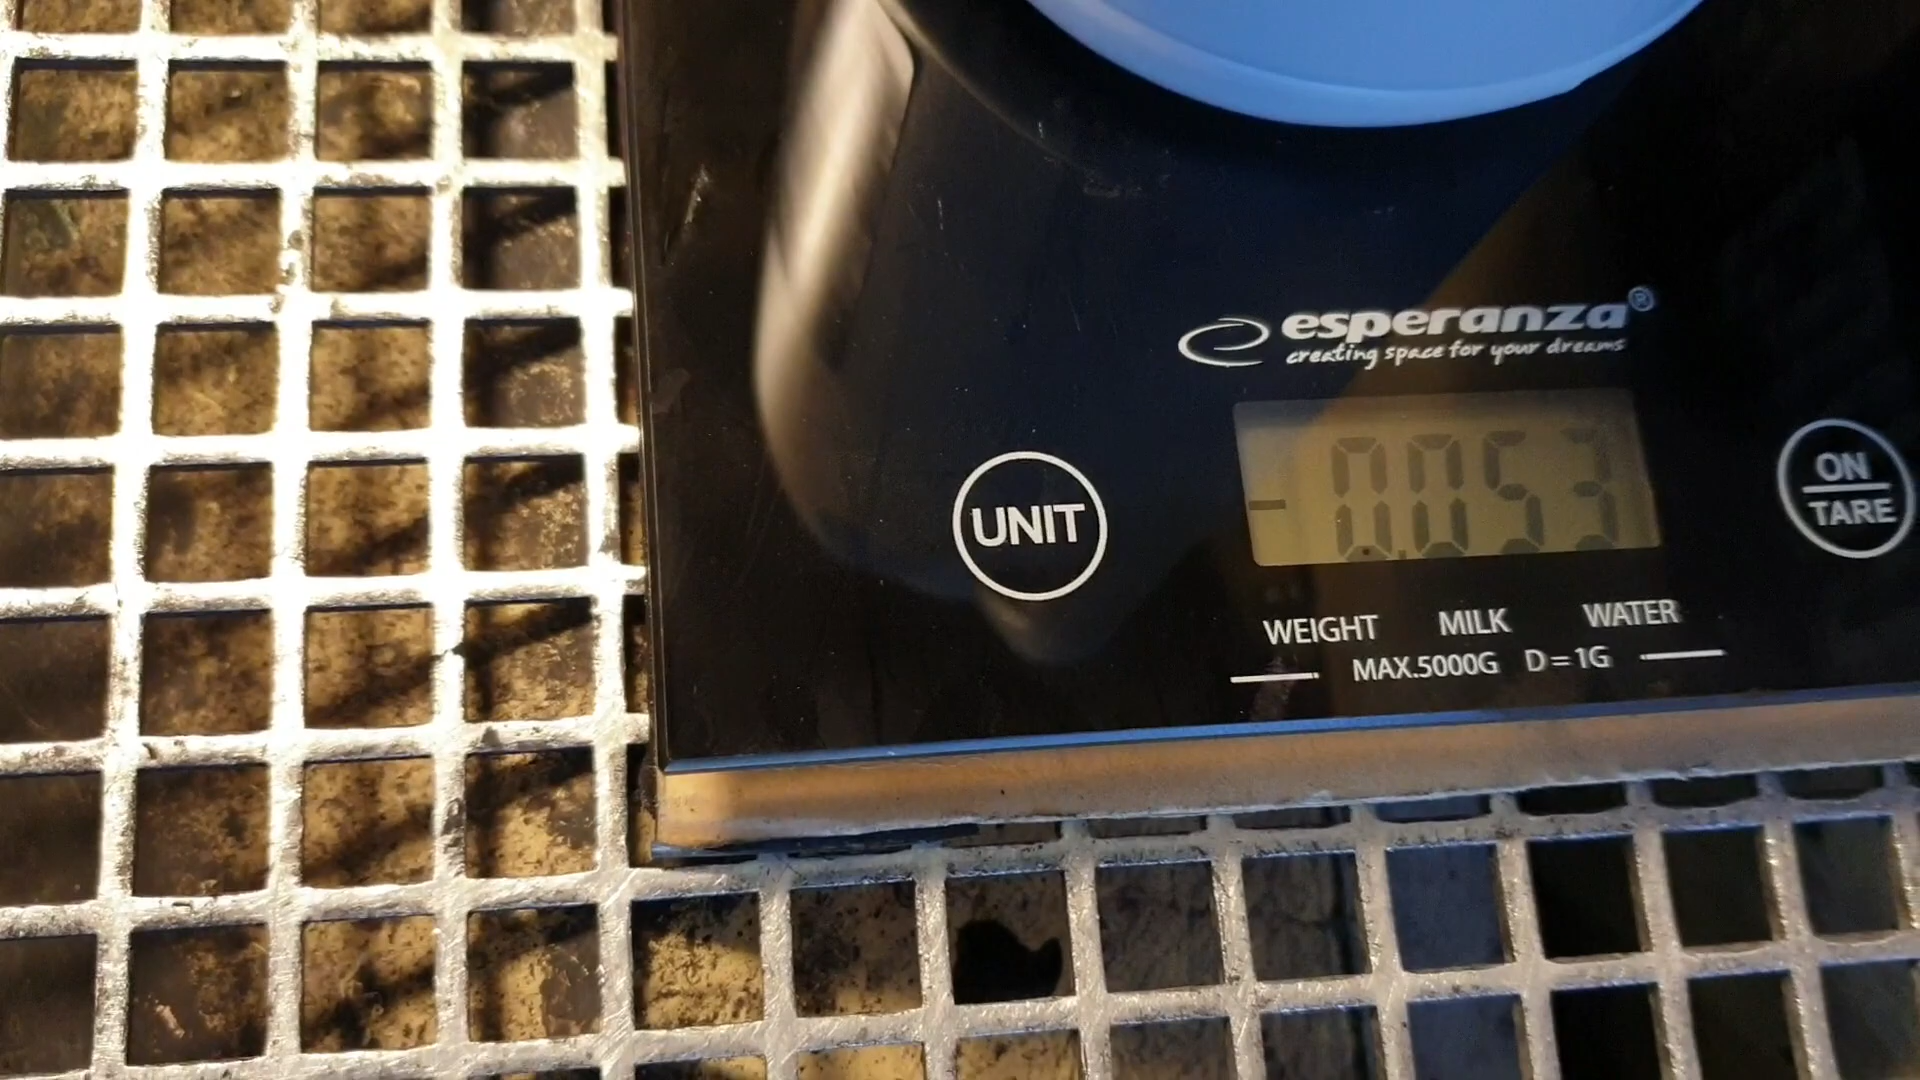 esperanza®
creating space for your dreams
UNIT
-0.053
ON
TARE
WEIGHT MILK WATER
MAX.5000G D=1G